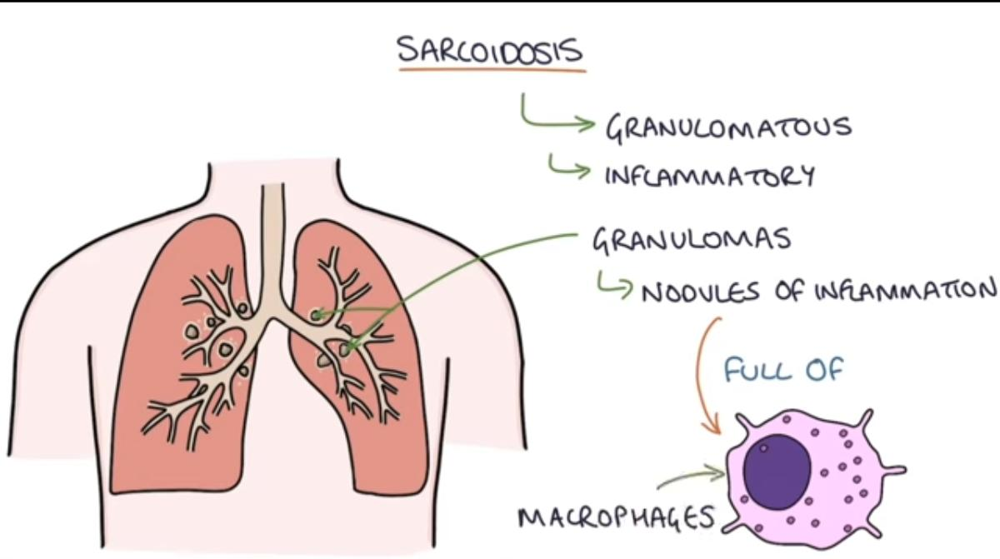 SARCOIDOSIS
GRANULOMATOUS
INFLAMMATORY
GRANULOMAS
NODULES OF INFLAMMATION
FULL OF
MACROPHAGES